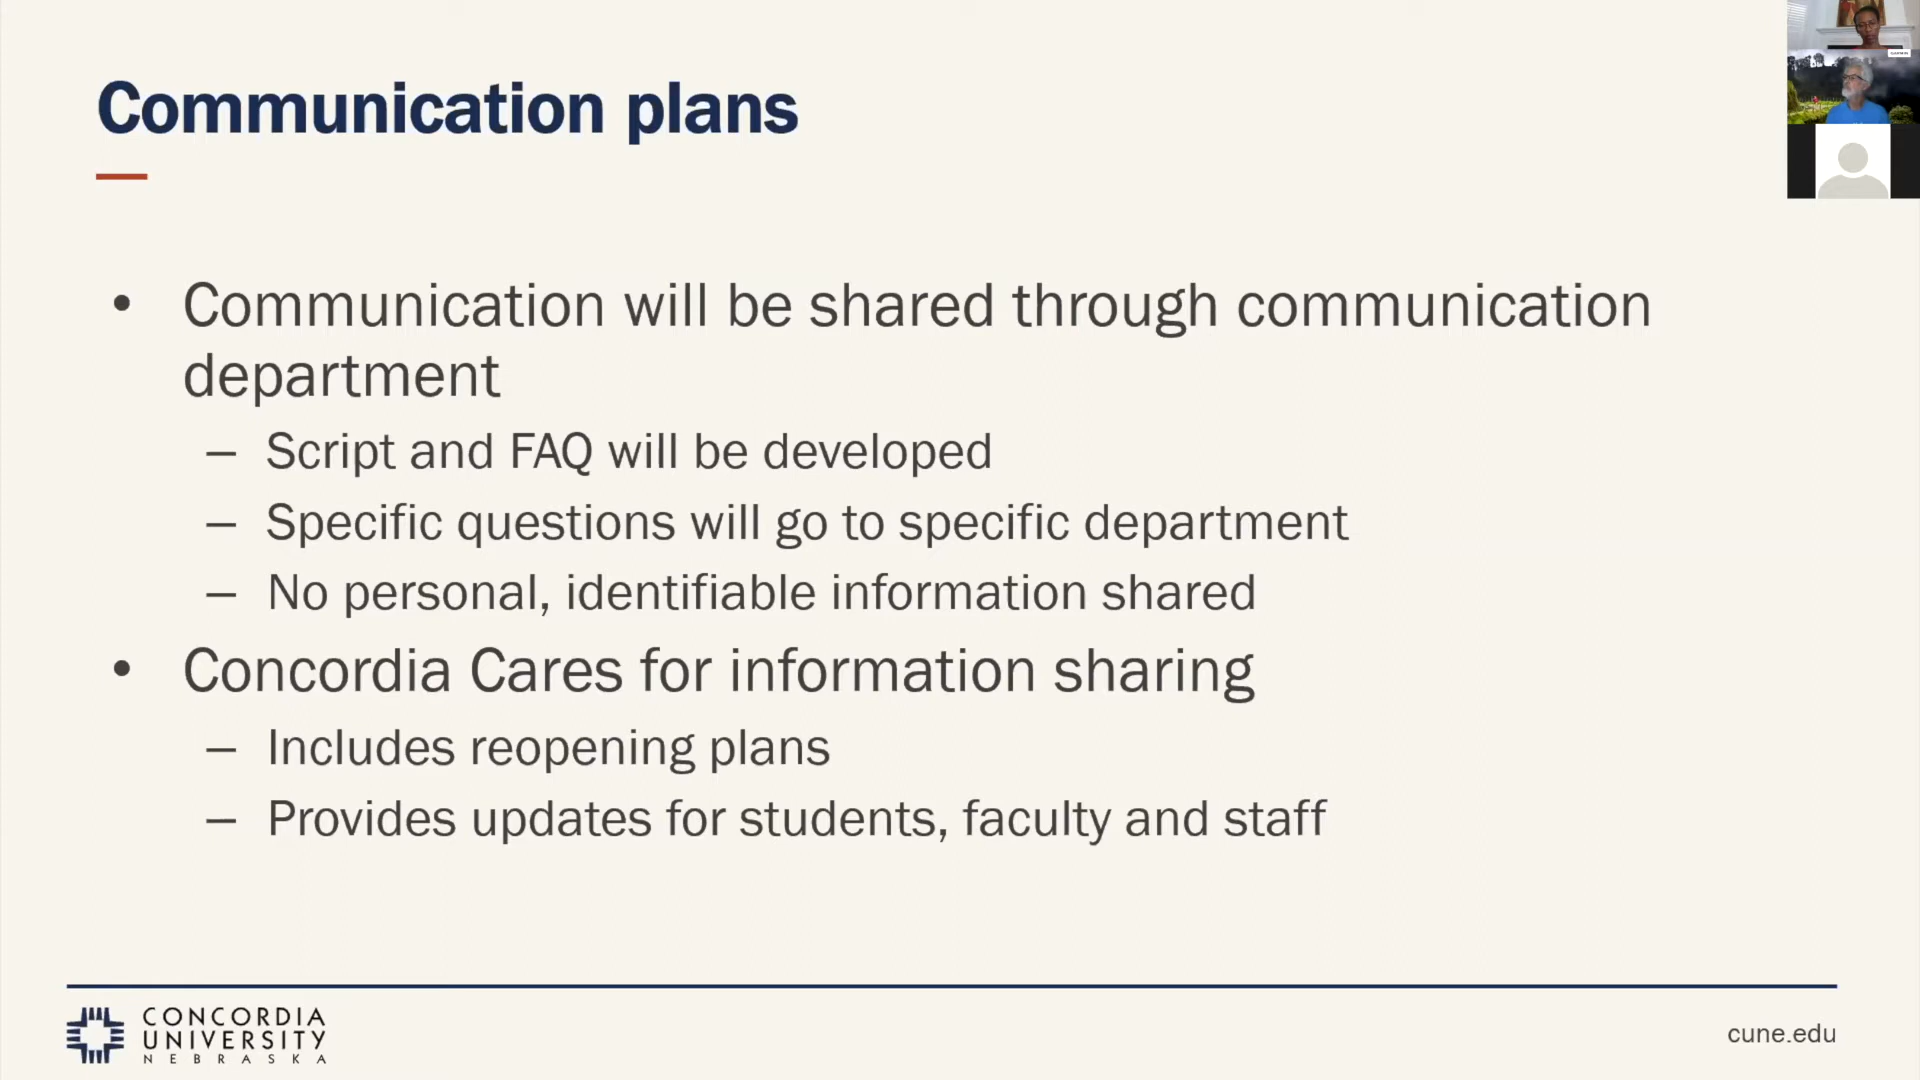 Communication plans
• Communication will be shared through communication
department
– Script and FAQ will be developed
– Specific questions will go to specific department
– No personal, identifiable information shared
• Concordia Cares for information sharing
– Includes reopening plans
– Provides updates for students, faculty and staff
CONCORDIA
UNIVERSITY
NEBRASKA
cune.edu